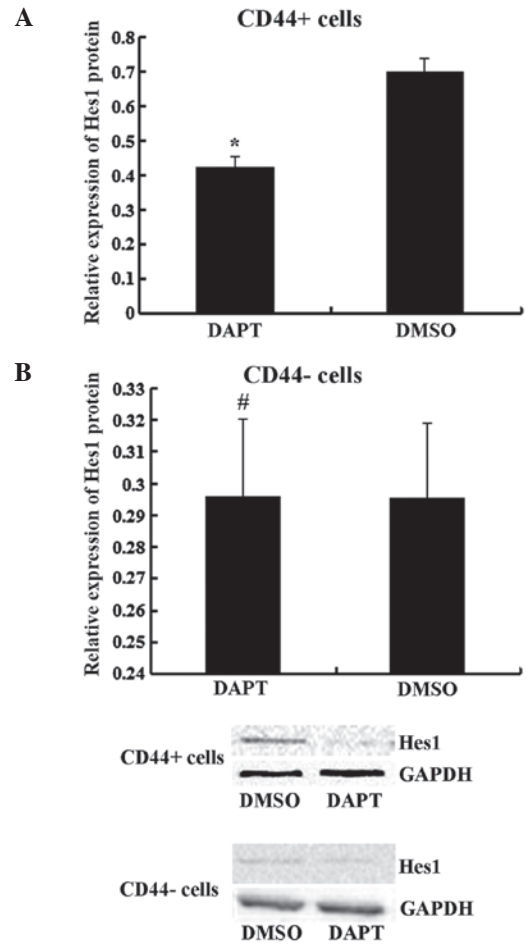 A
CD44+ cells
Relative expression of Hes1 protein
0.8
0.7
0.6
0.5
0.4
0.3
0.2
0.1
0
*
DAPT
DMSO
B
CD44- cells
Relative expression of Hes1 protein
0.33
0.32
0.31
0.3
0.29
0.28
0.27
0.26
0.25
0.24
#
DAPT
DMSO
CD44+ cells
Hes1
GAPDH
DMSO DAPT
CD44- cells
Hes1
GAPDH
DMSO DAPT